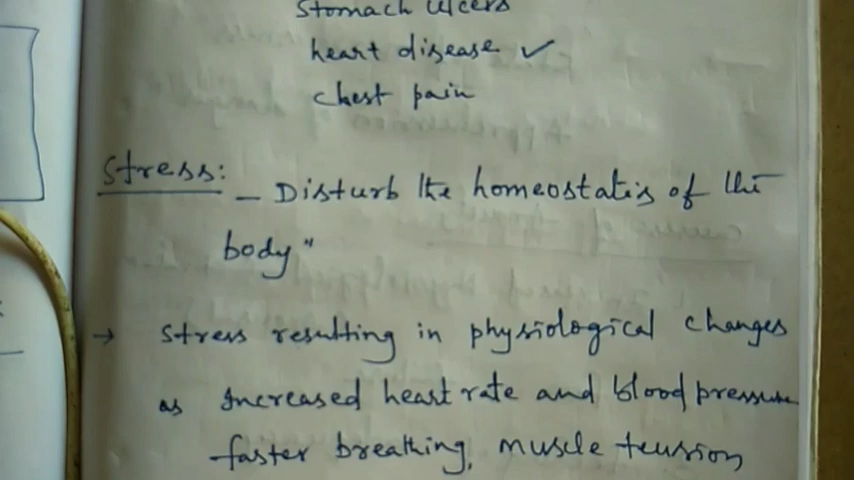 Stomach Ulcers
heart disease ✓
chest pain
Stress:
– Disturb the homeostatis of the
body"
→ Stress resulting in physiological changes
as increased heart rate and blood pressure
faster breathing, muscle tension